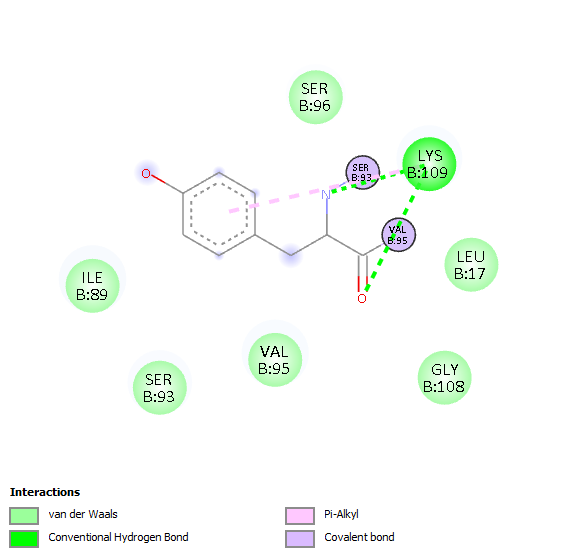 SER
B:96
LYS
B:109
SER
B:93
O
N
VAL
B:95
LEU
B:17
ILE
B:89
O
VAL
B:95
SER
B:93
GLY
B:108
Interactions
van der Waals
Conventional Hydrogen Bond
Pi-Alkyl
Covalent bond